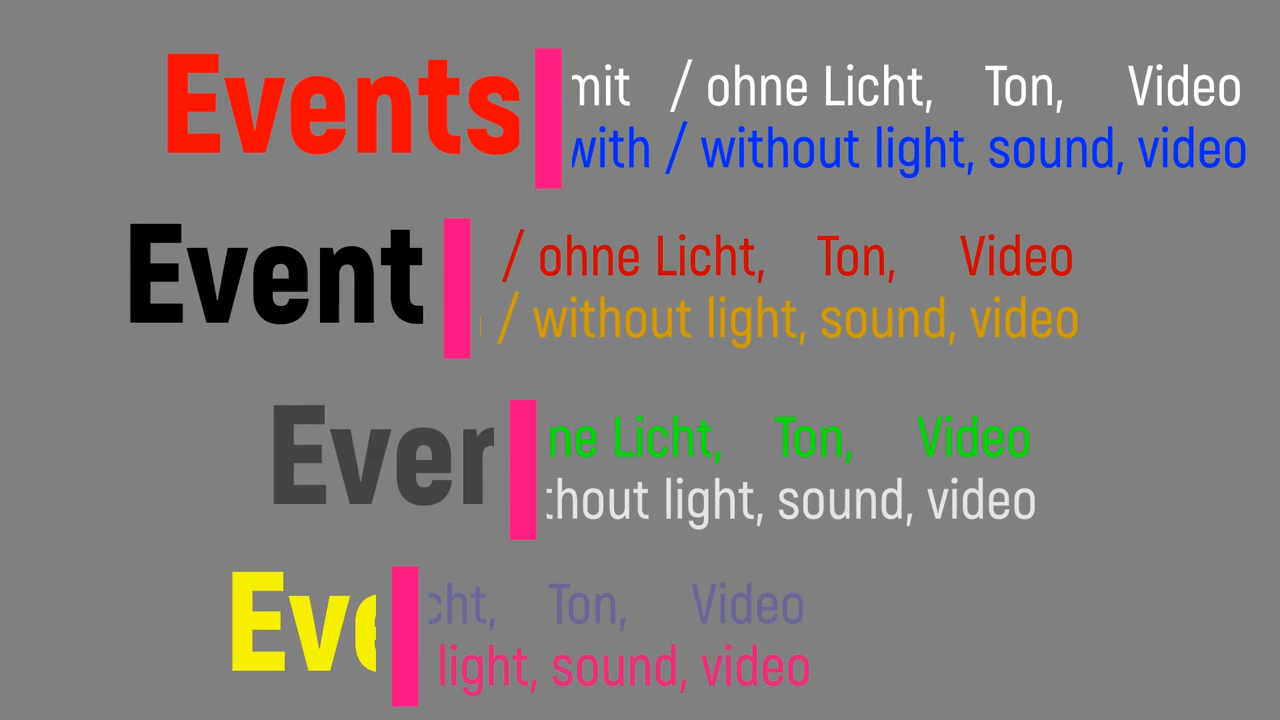 Events
mit / ohne Licht, Ton, Video
with / without light, sound, video
Event
/ ohne Licht, Ton, Video
/ without light, sound, video
Ever
ne Licht, Ton, Video
thout light, sound, video
Eve
cht, Ton, Video
light, sound, video